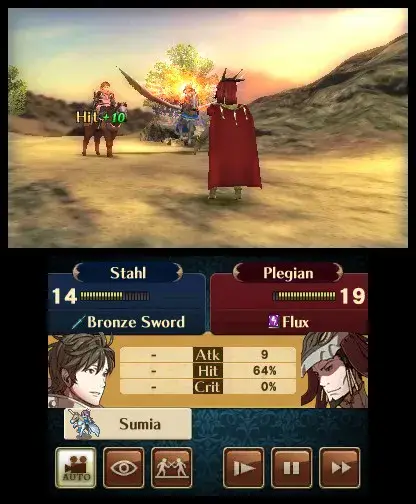 Hit +10
Stahl Plegian
14 19
Bronze Sword Flux
- Atk 9
- Hit 64%
- Crit 0%
Sumia
AUTO